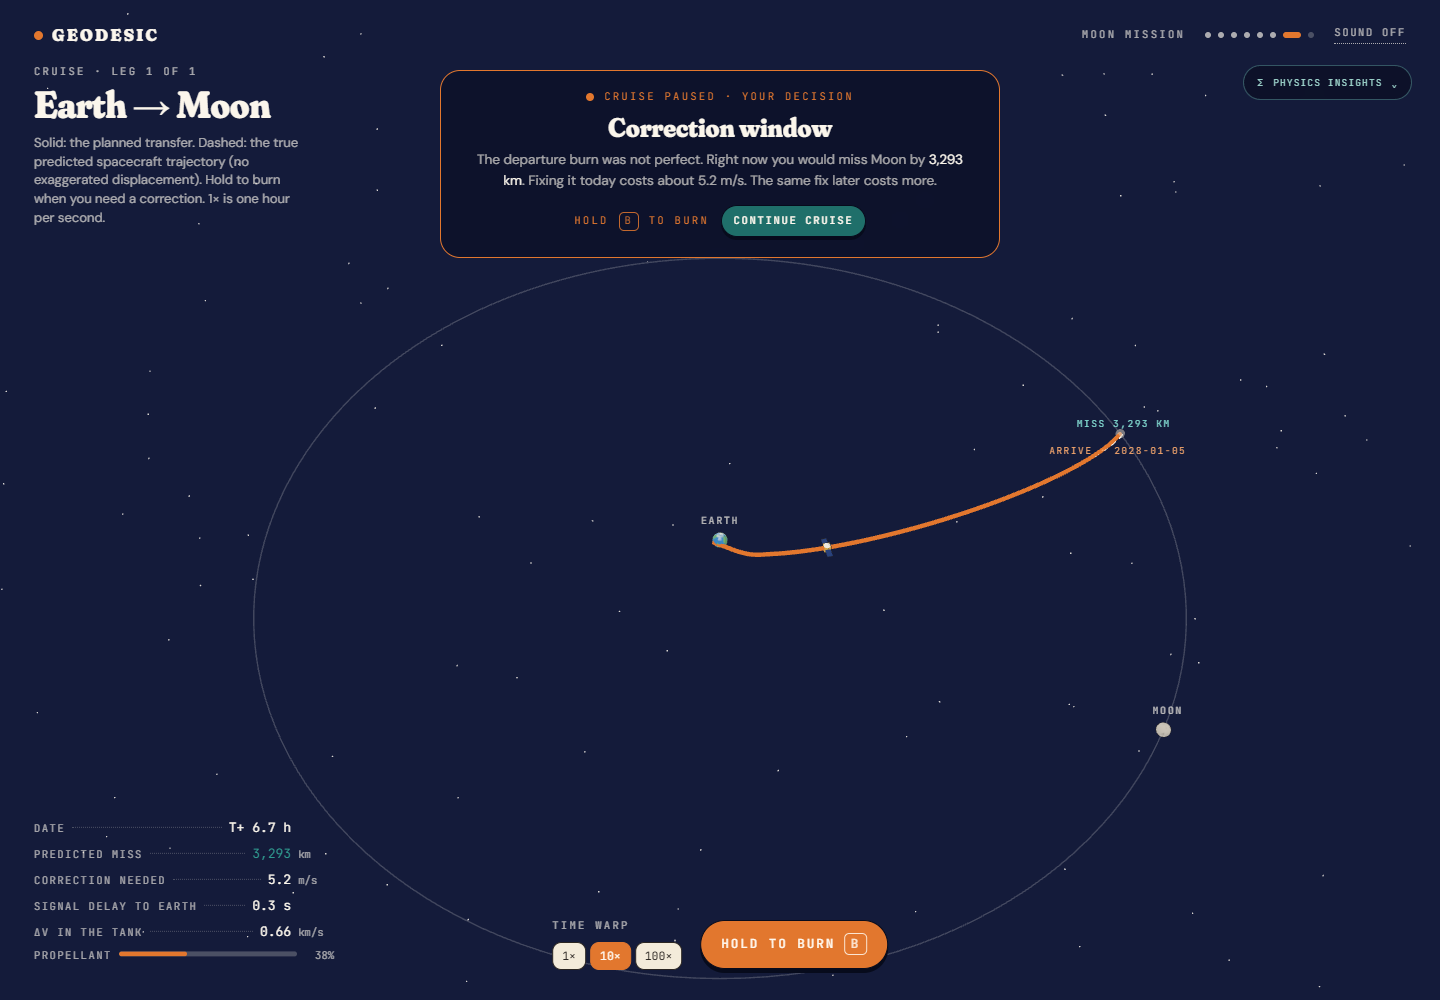 GEODESIC
MOON MISSION
SOUND OFF
CRUISE · LEG 1 OF 1
Earth → Moon
Solid: the planned transfer. Dashed: the true
predicted spacecraft trajectory (no
exaggerated displacement). Hold to burn
when you need a correction. 1× is one hour
per second.
Σ PHYSICS INSIGHTS
CRUISE PAUSED · YOUR DECISION
Correction window
The departure burn was not perfect. Right now you would miss Moon by 3,293
km. Fixing it today costs about 5.2 m/s. The same fix later costs more.
HOLD B TO BURN
CONTINUE CRUISE
MISS 3,293 KM
ARRIVE · 2028-01-05
EARTH
MOON
DATE T+ 6.7 h
PREDICTED MISS 3,293 km
CORRECTION NEEDED 5.2 m/s
SIGNAL DELAY TO EARTH 0.3 s
ΔV IN THE TANK 0.66 km/s
PROPELLANT 38%
TIME WARP
1× 10× 100×
HOLD TO BURN B